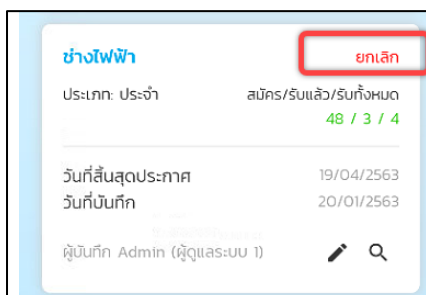 ช่างไฟฟ้า ยกเลิก
ประเภท: ประจำ สมัคร/รับแล้ว/รับทั้งหมด
48 / 3 / 4
วันที่สิ้นสุดประกาศ 19/04/2563
วันที่บันทึก 20/01/2563
ผู้บันทึก Admin (ผู้ดูแลระบบ 1)